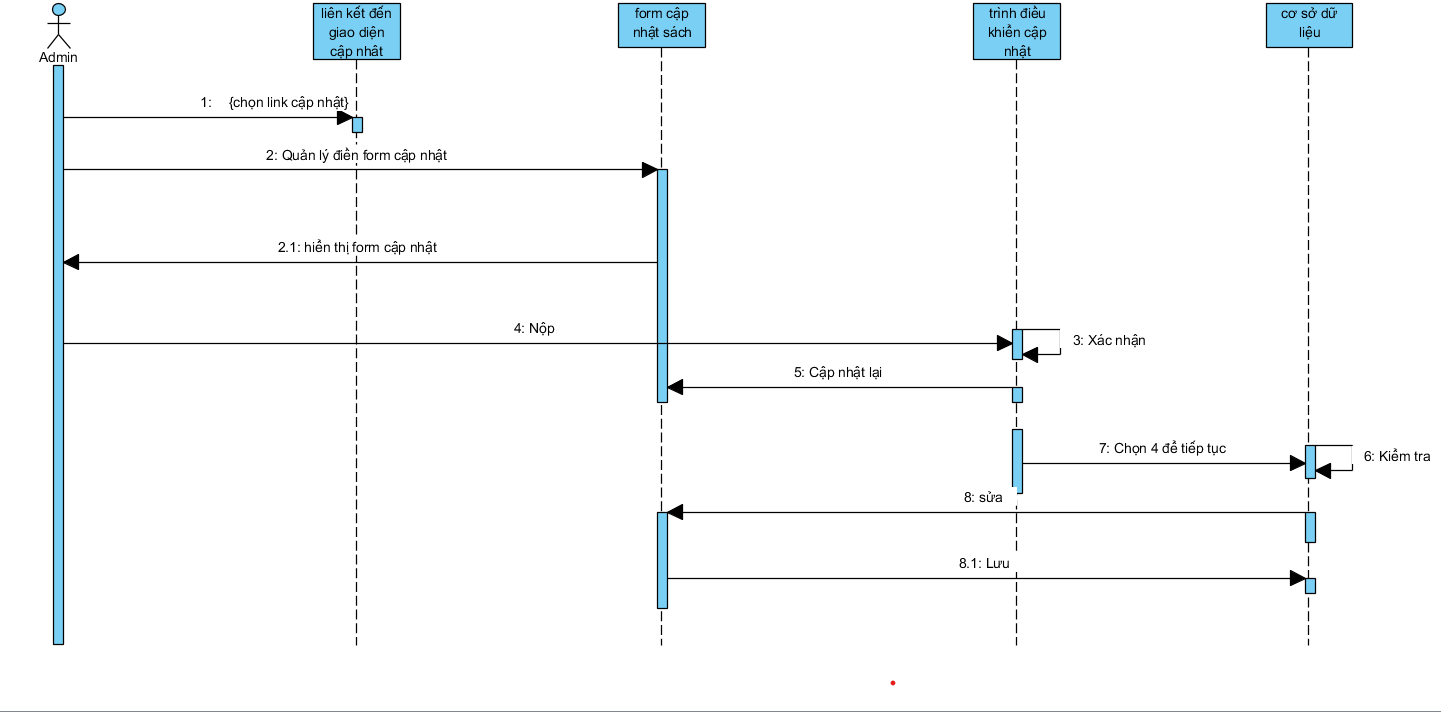 Admin
liên kết đến
giao diện
cập nhât
form cập
nhật sách
trình điều
khiển cập
nhật
cơ sở dữ
liệu
1: {chọn link cập nhật}
2: Quản lý điền form cập nhật
2.1: hiển thị form cập nhật
4: Nộp
3: Xác nhận
5: Cập nhật lại
7: Chọn 4 để tiếp tục
6: Kiểm tra
8: sửa
8.1: Lưu